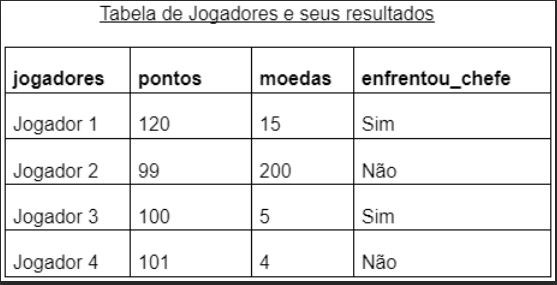 Tabela de Jogadores e seus resultados
jogadores pontos moedas enfrentou_chefe
Jogador 1 120 15 Sim
Jogador 2 99 200 Não
Jogador 3 100 5 Sim
Jogador 4 101 4 Não